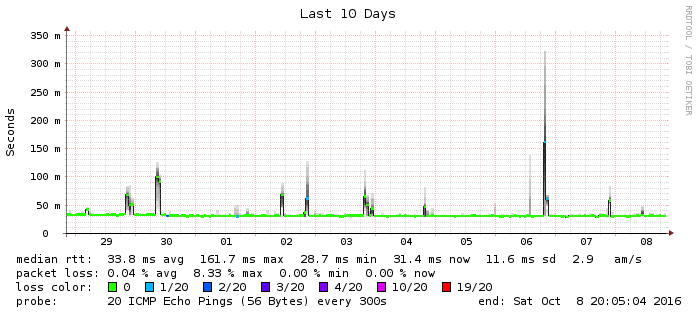 Last 10 Days
RRDTOOL / TOBI OETIKER
Seconds
350 m
300 m
250 m
200 m
150 m
100 m
50 m
0
29 30 01 02 03 04 05 06 07 08
median rtt: 33.8 ms avg 161.7 ms max 28.7 ms min 31.4 ms now 11.6 ms sd 2.9 am/s
packet loss: 0.04 % avg 8.33 % max 0.00 % min 0.00 % now
loss color: 0 1/20 2/20 3/20 4/20 10/20 19/20
probe: 20 ICMP Echo Pings (56 Bytes) every 300s end: Sat Oct 8 20:05:04 2016